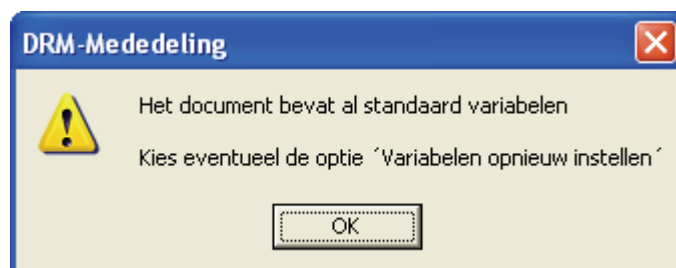 DRM-Mededeling
Het document bevat al standaard variabelen
Kies eventueel de optie ´Variabelen opnieuw instellen´
OK